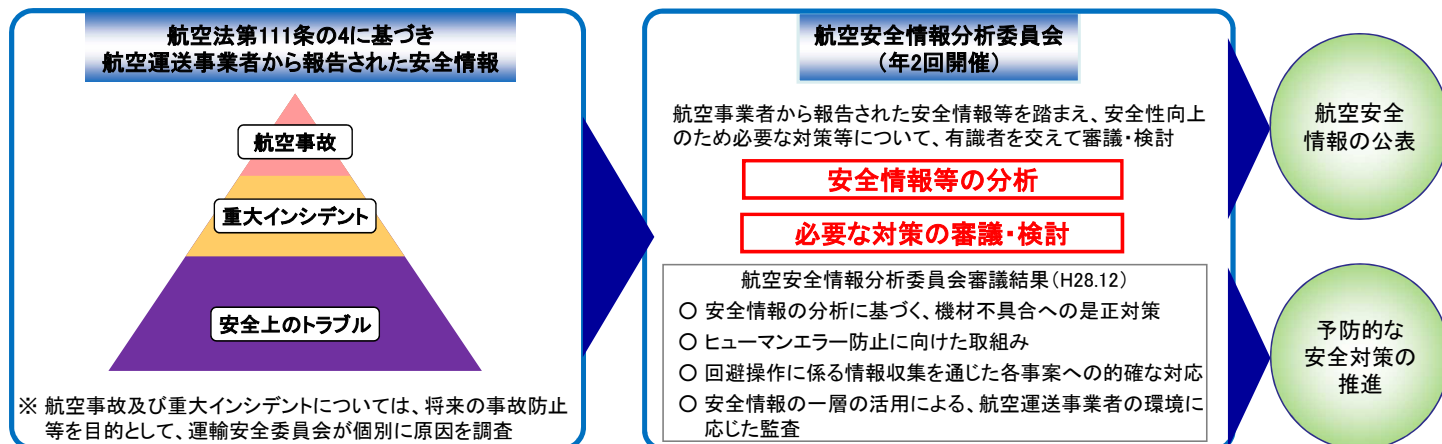 航空法第111条の4に基づき
航空運送事業者から報告された安全情報
航空事故
重大インシデント
安全上のトラブル
※ 航空事故及び重大インシデントについては、将来の事故防止
等を目的として、運輸安全委員会が個別に原因を調査
航空安全情報分析委員会
(年2回開催)
航空事業者から報告された安全情報等を踏まえ、安全性向上
のため必要な対策等について、有識者を交えて審議・検討
安全情報等の分析
必要な対策の審議・検討
航空安全情報分析委員会審議結果(H28.12)
○ 安全情報の分析に基づく、機材不具合への是正対策
○ ヒューマンエラー防止に向けた取組み
○ 回避操作に係る情報収集を通じた各事案への的確な対応
○ 安全情報の一層の活用による、航空運送事業者の環境に
応じた監査
航空安全
情報の公表
予防的な
安全対策の
推進